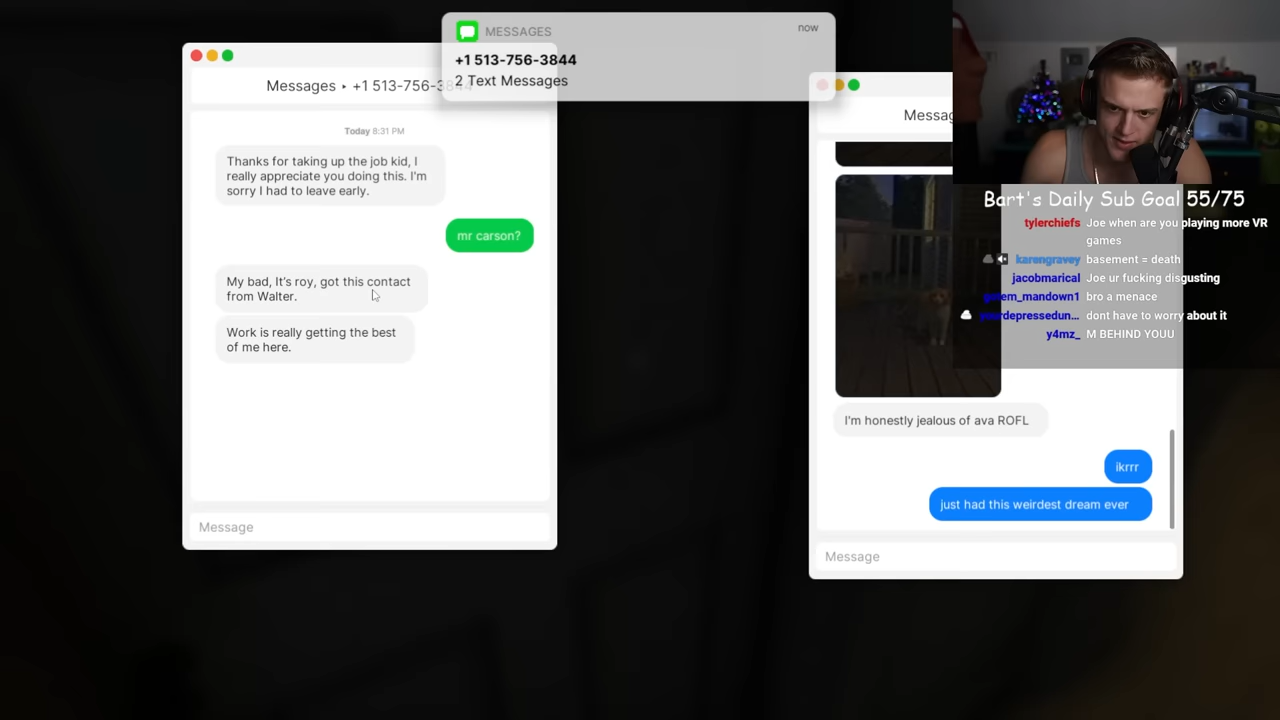 MESSAGES
now
+1 513-756-3844
2 Text Messages
Messages ‣ +1 513-756-3844
Today 8:31 PM
Thanks for taking up the job kid, I
really appreciate you doing this. I'm
sorry I had to leave early.
mr carson?
My bad, It's roy, got this contact
from Walter.
Work is really getting the best
of me here.
Message
Messag
I'm honestly jealous of ava ROFL
ikrrr
just had this weirdest dream ever
Message
Bart's Daily Sub Goal 55/75
tylerchiefs Joe when are you playing more VR
games
karengravey basement = death
jacobmarical Joe ur fucking disgusting
bro a menace
dont have to worry about it
y4mz_ M BEHIND YOUU